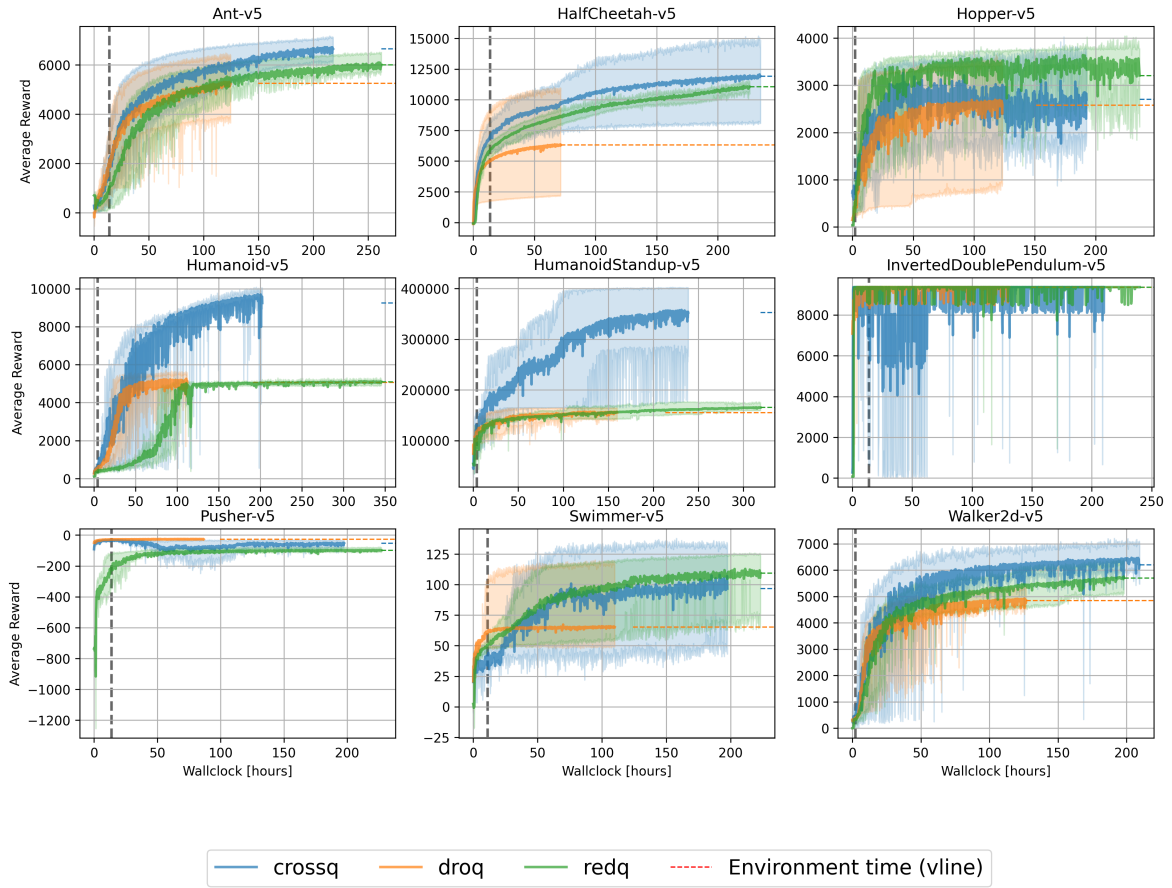 Ant-v5
HalfCheetah-v5
Hopper-v5
Average Reward
6000
4000
2000
0
0 50 100 150 200 250
15000
12500
10000
7500
5000
2500
0
0 50 100 150 200
4000
3000
2000
1000
0
0 50 100 150 200
Humanoid-v5
HumanoidStandup-v5
InvertedDoublePendulum-v5
Average Reward
10000
8000
6000
4000
2000
0
0 50 100 150 200 250 300 350
400000
300000
200000
100000
0 50 100 150 200 250 300
8000
6000
4000
2000
0
0 50 100 150 200 250
Pusher-v5
Swimmer-v5
Walker2d-v5
Average Reward
0
−200
−400
−600
−800
−1000
−1200
0 50 100 150 200
Wallclock [hours]
125
100
75
50
25
0
−25
0 50 100 150 200
Wallclock [hours]
7000
6000
5000
4000
3000
2000
1000
0
0 50 100 150 200
Wallclock [hours]
crossq droq redq Environment time (vline)